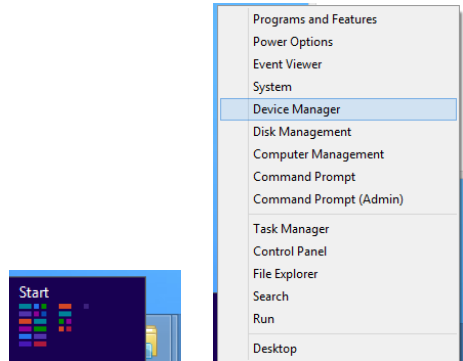 Programs and Features
Power Options
Event Viewer
System
Device Manager
Disk Management
Computer Management
Command Prompt
Command Prompt (Admin)
Task Manager
Control Panel
File Explorer
Search
Run
Desktop
Start